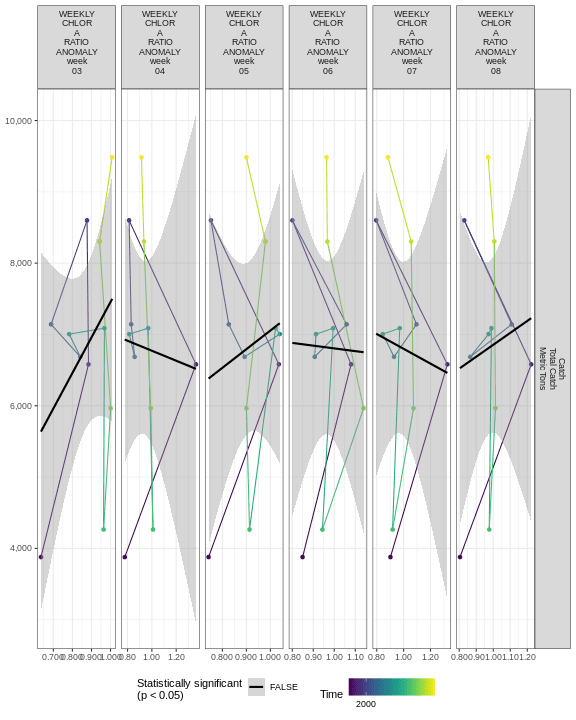 WEEKLY
CHLOR
A
RATIO
ANOMALY
week
03
WEEKLY
CHLOR
A
RATIO
ANOMALY
week
04
WEEKLY
CHLOR
A
RATIO
ANOMALY
week
05
WEEKLY
CHLOR
A
RATIO
ANOMALY
week
06
WEEKLY
CHLOR
A
RATIO
ANOMALY
week
07
WEEKLY
CHLOR
A
RATIO
ANOMALY
week
08
10,000
8,000
6,000
4,000
Catch
Total Catch
Metric Tons
0.700 0.800 0.900 1.000
0.80 1.00 1.20
0.800 0.900 1.000
0.80 0.90 1.00 1.10
0.80 1.00
0.80 0.90 1.00 1.10 1.20
Statistically significant
(p < 0.05)
FALSE
Time
2000